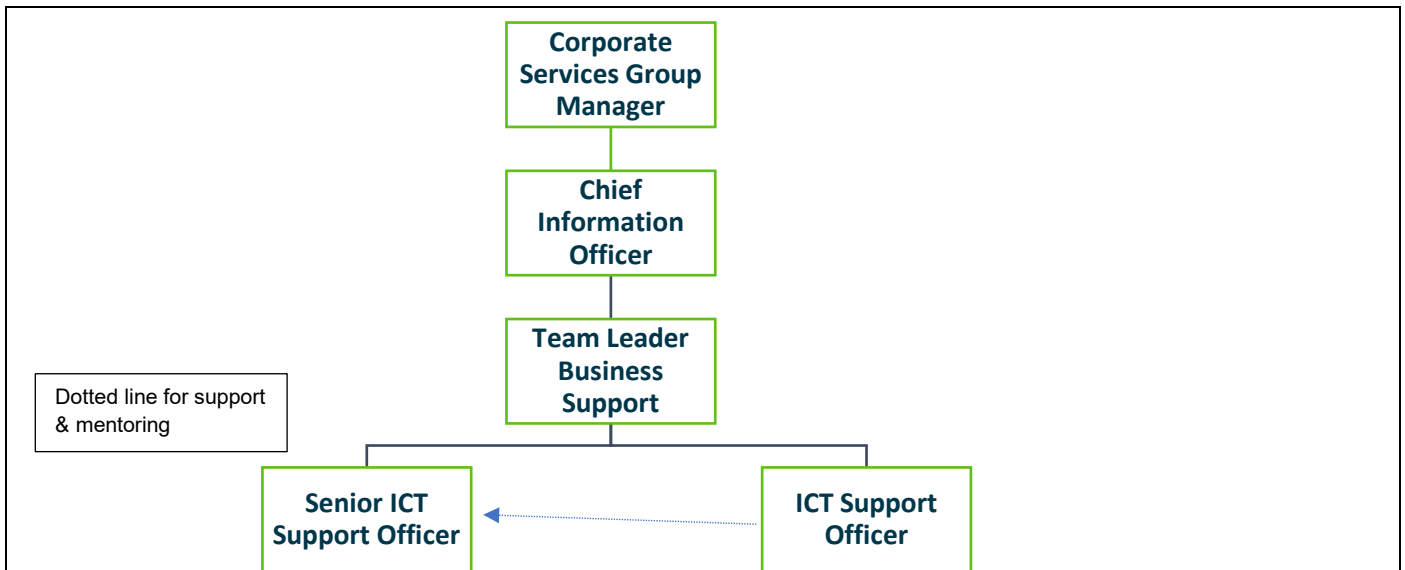 Corporate
Services Group
Manager
Chief
Information
Officer
Team Leader
Business
Support
Dotted line for support
& mentoring
Senior ICT
Support Officer
ICT Support
Officer